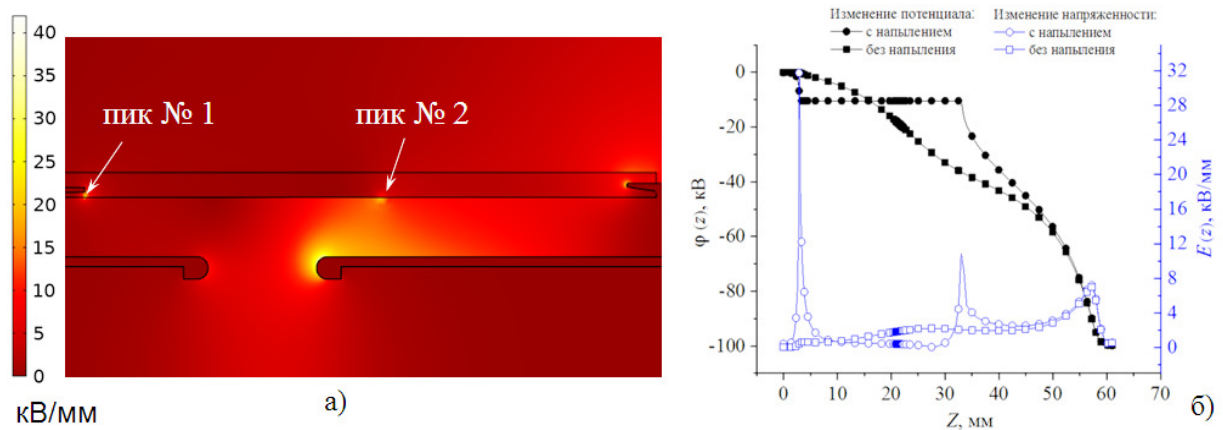 40
35
30
25
20
15
10
5
0
кВ/мм
пик № 1
пик № 2
а)
Изменение потенциала:
с напылением
без напыления
Изменение напряженности:
с напылением
без напыления
φ(z), кВ
0
-20
-40
-60
-80
-100
0 10 20 30 40 50 60 70
Z, мм
32
28
24
20
16
12
8
4
0
E(z), кВ/мм
б)